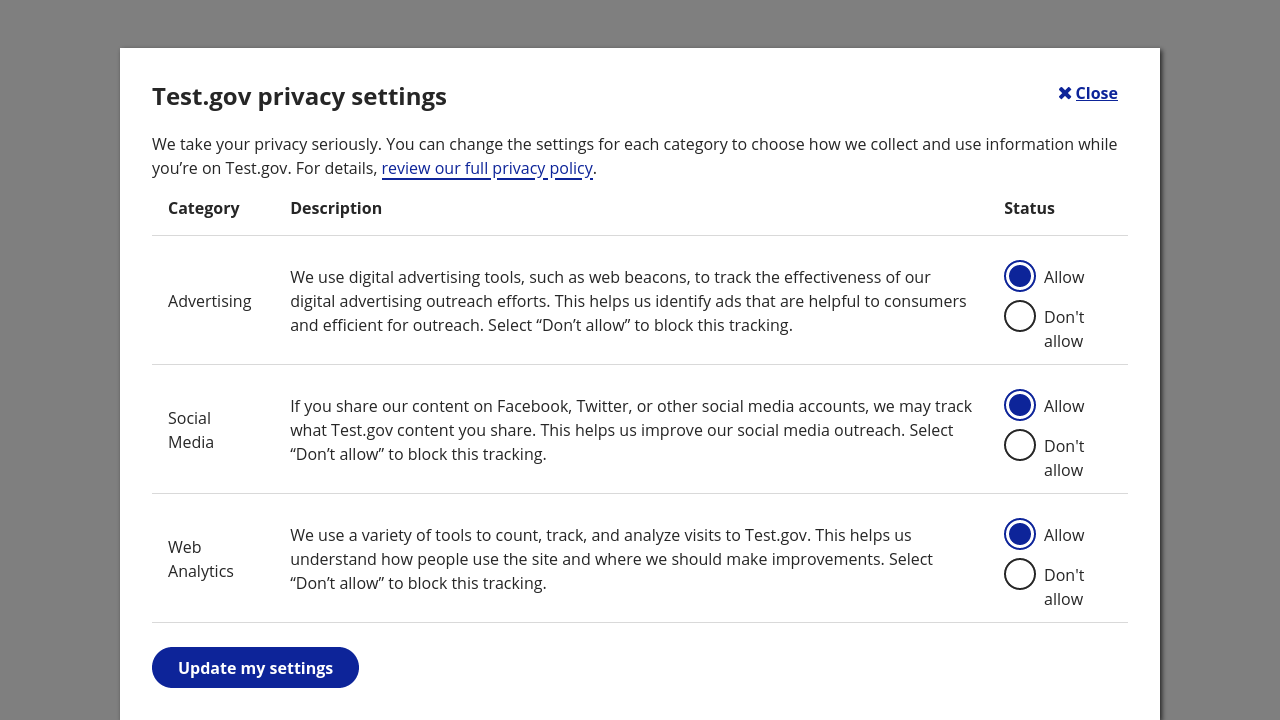 Test.gov privacy settings
✖ Close
We take your privacy seriously. You can change the settings for each category to choose how we collect and use information while
you’re on Test.gov. For details, review our full privacy policy.
Category Description Status
Advertising
We use digital advertising tools, such as web beacons, to track the effectiveness of our
digital advertising outreach efforts. This helps us identify ads that are helpful to consumers
and efficient for outreach. Select “Don’t allow” to block this tracking.
Allow
Don't
allow
Social
Media
If you share our content on Facebook, Twitter, or other social media accounts, we may track
what Test.gov content you share. This helps us improve our social media outreach. Select
“Don’t allow” to block this tracking.
Allow
Don't
allow
Web
Analytics
We use a variety of tools to count, track, and analyze visits to Test.gov. This helps us
understand how people use the site and where we should make improvements. Select
“Don’t allow” to block this tracking.
Allow
Don't
allow
Update my settings